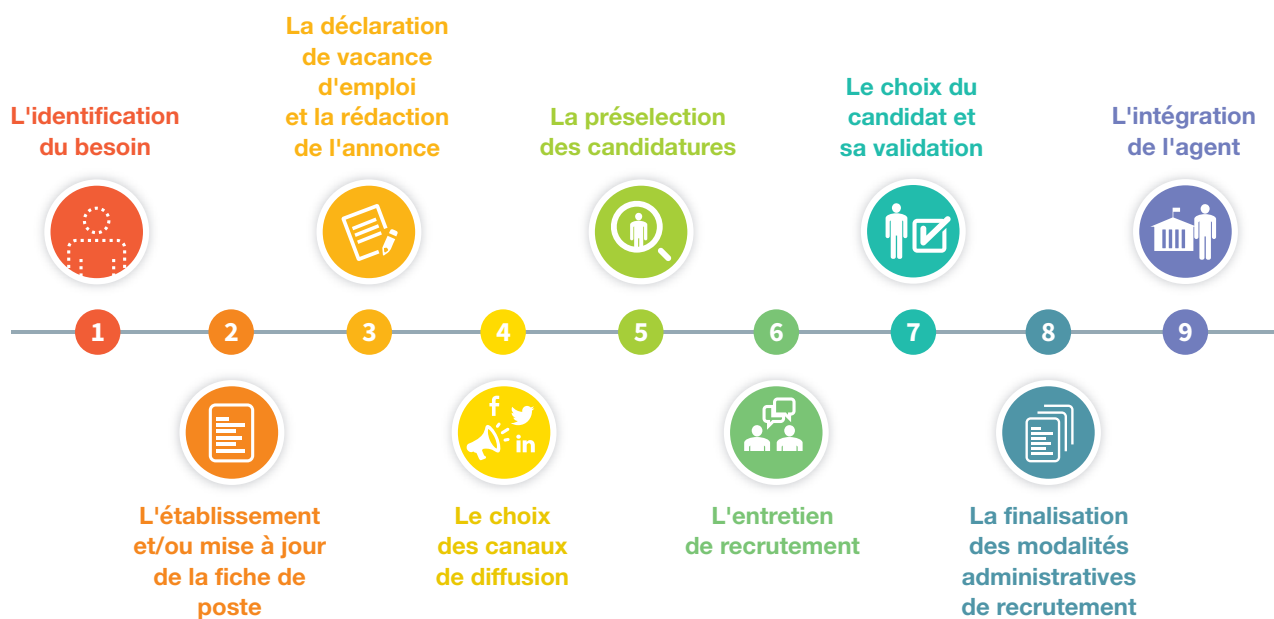 L'identification
du besoin
1
L'établissement
et/ou mise à jour
de la fiche de
poste
2
La déclaration
de vacance
d'emploi
et la rédaction
de l'annonce
3
f
in
Le choix
des canaux
de diffusion
4
La préselection
des candidatures
5
L'entretien
de recrutement
6
Le choix du
candidat et
sa validation
7
La finalisation
des modalités
administratives
de recrutement
8
L'intégration
de l'agent
9